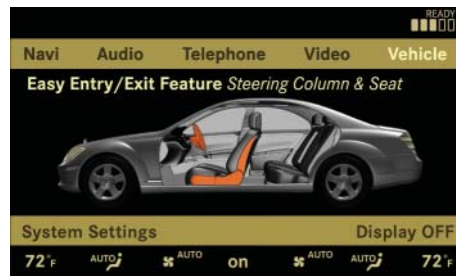 READY
Navi Audio Telephone Video Vehicle
Easy Entry/Exit Feature Steering Column & Seat
System Settings Display OFF
72°F AUTO AUTO on AUTO AUTO 72°F